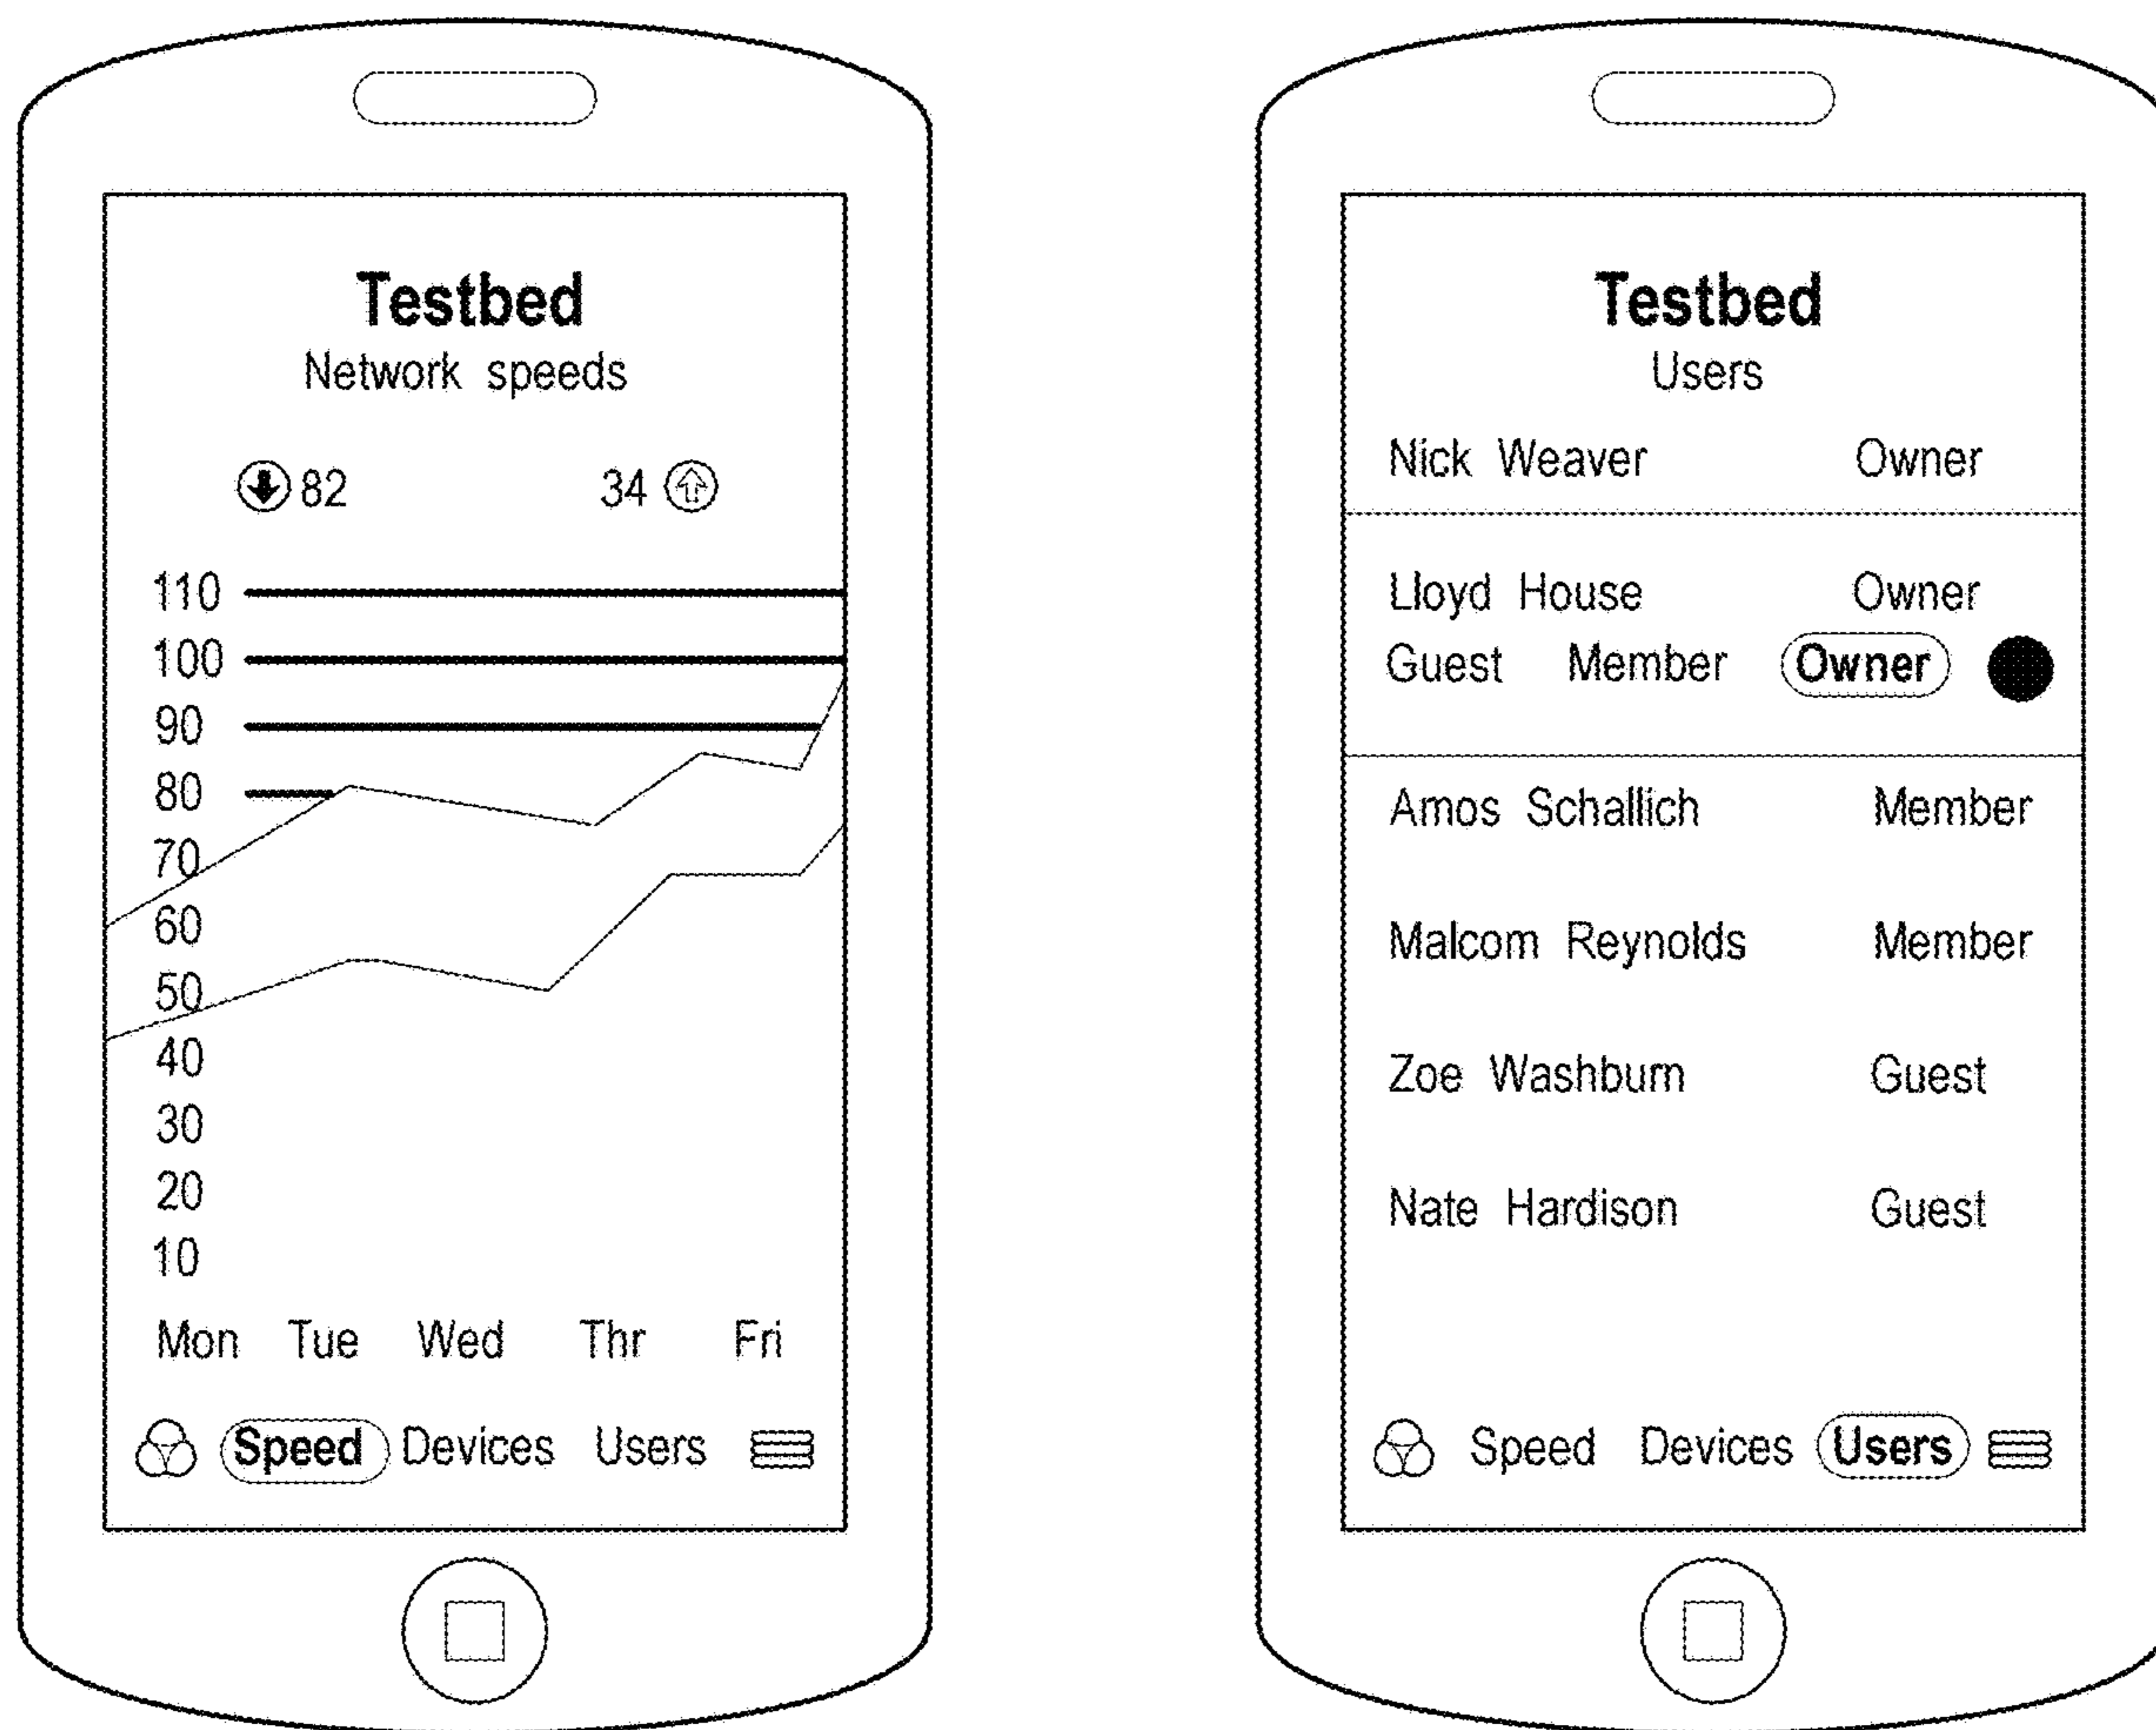 Testbed
Network speeds
82 34
110
100
90
80
70
60
50
40
30
20
10
Mon Tue Wed Thr Fri
Speed Devices Users
Testbed
Users
Nick Weaver Owner
Lloyd House Owner
Guest Member Owner
Amos Schallich Member
Malcom Reynolds Member
Zoe Washburn Guest
Nate Hardison Guest
Speed Devices Users